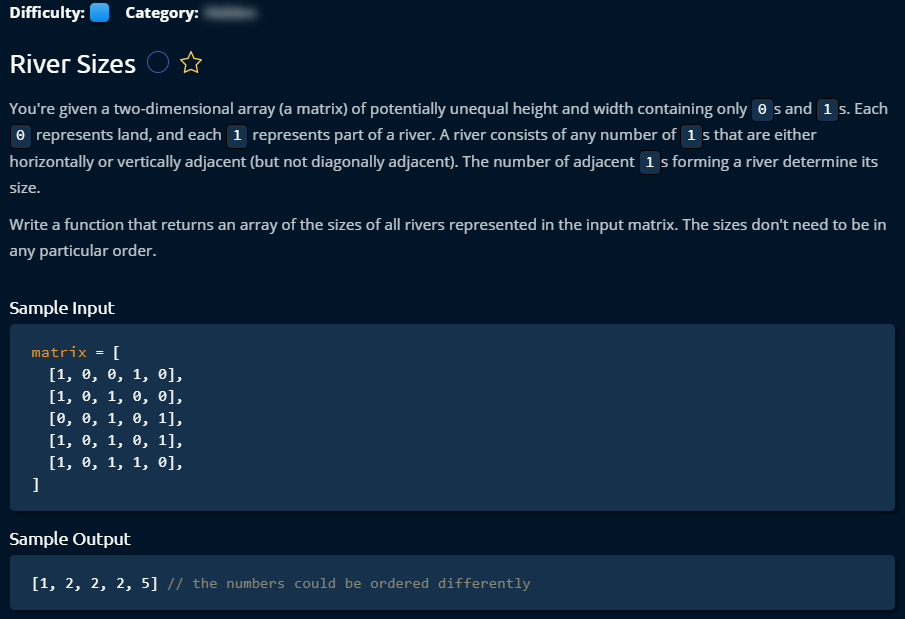 Difficulty: Category:
River Sizes
You're given a two-dimensional array (a matrix) of potentially unequal height and width containing only 0 s and 1 s. Each
0 represents land, and each 1 represents part of a river. A river consists of any number of 1 s that are either
horizontally or vertically adjacent (but not diagonally adjacent). The number of adjacent 1 s forming a river determine its
size.
Write a function that returns an array of the sizes of all rivers represented in the input matrix. The sizes don't need to be in
any particular order.
Sample Input
matrix = [
[1, 0, 0, 1, 0],
[1, 0, 1, 0, 0],
[0, 0, 1, 0, 1],
[1, 0, 1, 0, 1],
[1, 0, 1, 1, 0],
]
Sample Output
[1, 2, 2, 2, 5] // the numbers could be ordered differently